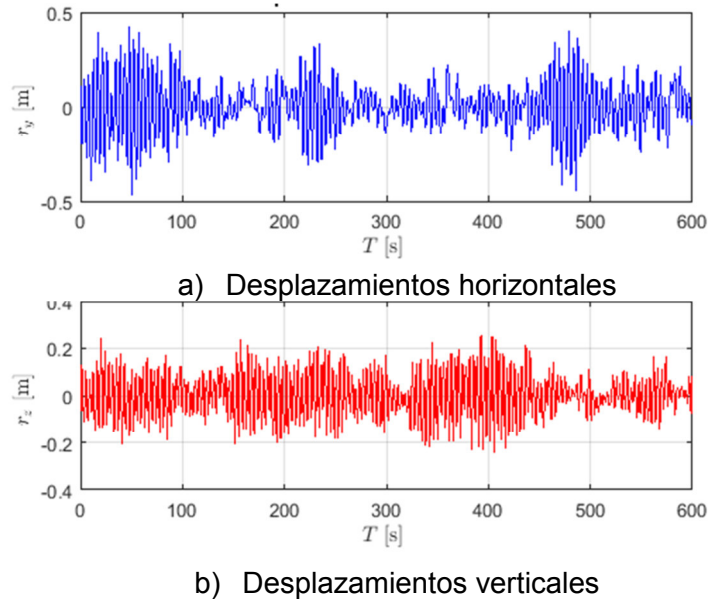 0.5
0
-0.5
r_y [m]
0 100 200 300 400 500 600
T [s]
a) Desplazamientos horizontales
0.4
0.2
0
-0.2
-0.4
r_z [m]
0 100 200 300 400 500 600
T [s]
b) Desplazamientos verticales